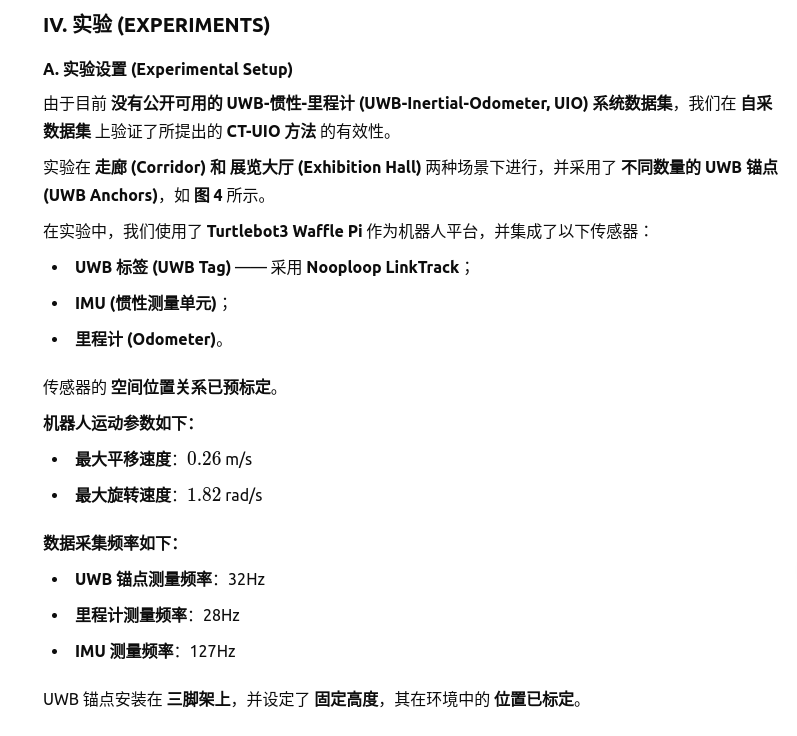 IV. 实验 (EXPERIMENTS)
A. 实验设置 (Experimental Setup)
由于目前 没有公开可用的 UWB-惯性-里程计 (UWB-Inertial-Odometer, UIO) 系统数据集，我们在 自采
数据集 上验证了所提出的 CT-UIO 方法 的有效性。
实验在 走廊 (Corridor) 和 展览大厅 (Exhibition Hall) 两种场景下进行，并采用了 不同数量的 UWB 锚点
(UWB Anchors)，如 图 4 所示。
在实验中，我们使用了 Turtlebot3 Waffle Pi 作为机器人平台，并集成了以下传感器：
• UWB 标签 (UWB Tag) —— 采用 Nooploop LinkTrack；
• IMU (惯性测量单元)；
• 里程计 (Odometer)。
传感器的 空间位置关系已预标定。
机器人运动参数如下：
• 最大平移速度：0.26 m/s
• 最大旋转速度：1.82 rad/s
数据采集频率如下：
• UWB 锚点测量频率：32Hz
• 里程计测量频率：28Hz
• IMU 测量频率：127Hz
UWB 锚点安装在 三脚架上，并设定了 固定高度，其在环境中的 位置已标定。